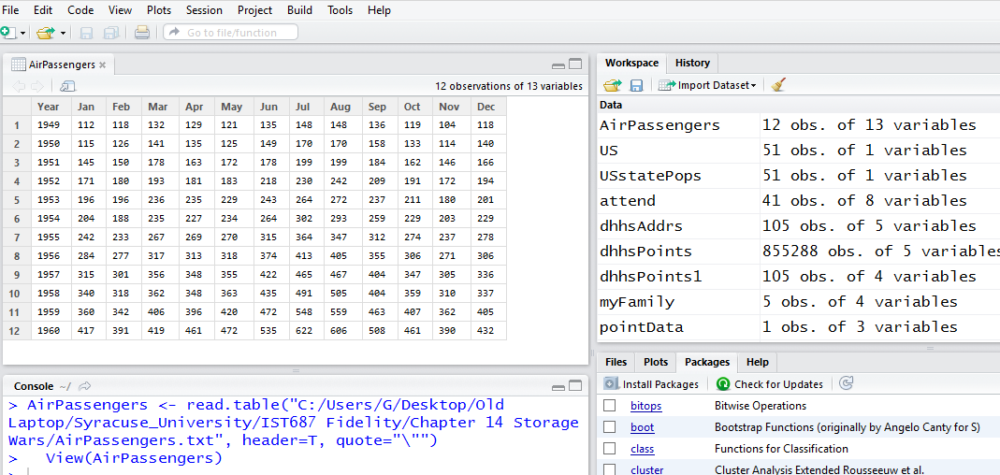 File Edit Code View Plots Session Project Build Tools Help
Go to file/function
AirPassengers
12 observations of 13 variables
Year Jan Feb Mar Apr May Jun Jul Aug Sep Oct Nov Dec
1 1949 112 118 132 129 121 135 148 148 136 119 104 118
2 1950 115 126 141 135 125 149 170 170 158 133 114 140
3 1951 145 150 178 163 172 178 199 199 184 162 146 166
4 1952 171 180 193 181 183 218 230 242 209 191 172 194
5 1953 196 196 236 235 229 243 264 272 237 211 180 201
6 1954 204 188 235 227 234 264 302 293 259 229 203 229
7 1955 242 233 267 269 270 315 364 347 312 274 237 278
8 1956 284 277 317 313 318 374 413 405 355 306 271 306
9 1957 315 301 356 348 355 422 465 467 404 347 305 336
10 1958 340 318 362 348 363 435 491 505 404 359 310 337
11 1959 360 342 406 396 420 472 548 559 463 407 362 405
12 1960 417 391 419 461 472 535 622 606 508 461 390 432
Console ~/
> AirPassengers <- read.table("C:/Users/G/Desktop/Old
Laptop/Syracuse_University/IST687 Fidelity/Chapter 14 Storage
Wars/AirPassengers.txt", header=T, quote="\"")
>   View(AirPassengers)
>
Workspace History
Import Dataset
Data
AirPassengers 12 obs. of 13 variables
US 51 obs. of 1 variables
USstatePops 51 obs. of 1 variables
attend 41 obs. of 8 variables
dhhsAddrs 105 obs. of 5 variables
dhhsPoints 855288 obs. of 5 variables
dhhsPoints1 105 obs. of 4 variables
myFamily 5 obs. of 4 variables
pointData 1 obs. of 3 variables
Files Plots Packages Help
Install Packages Check for Updates
bitops Bitwise Operations
boot Bootstrap Functions (originally by Angelo Canty for S)
class Functions for Classification
cluster Cluster Analysis Extended Rousseeuw et al.